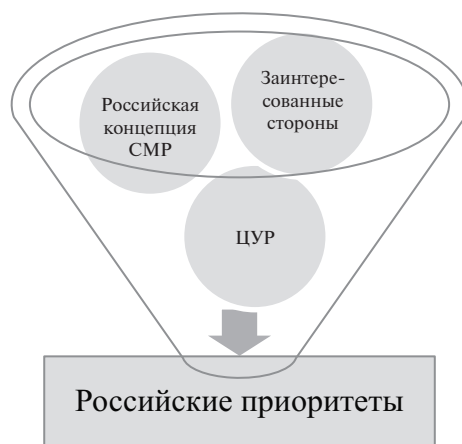 Российская
концепция
СМР
Заинтере-
сованные
стороны
ЦУР
Российские приоритеты